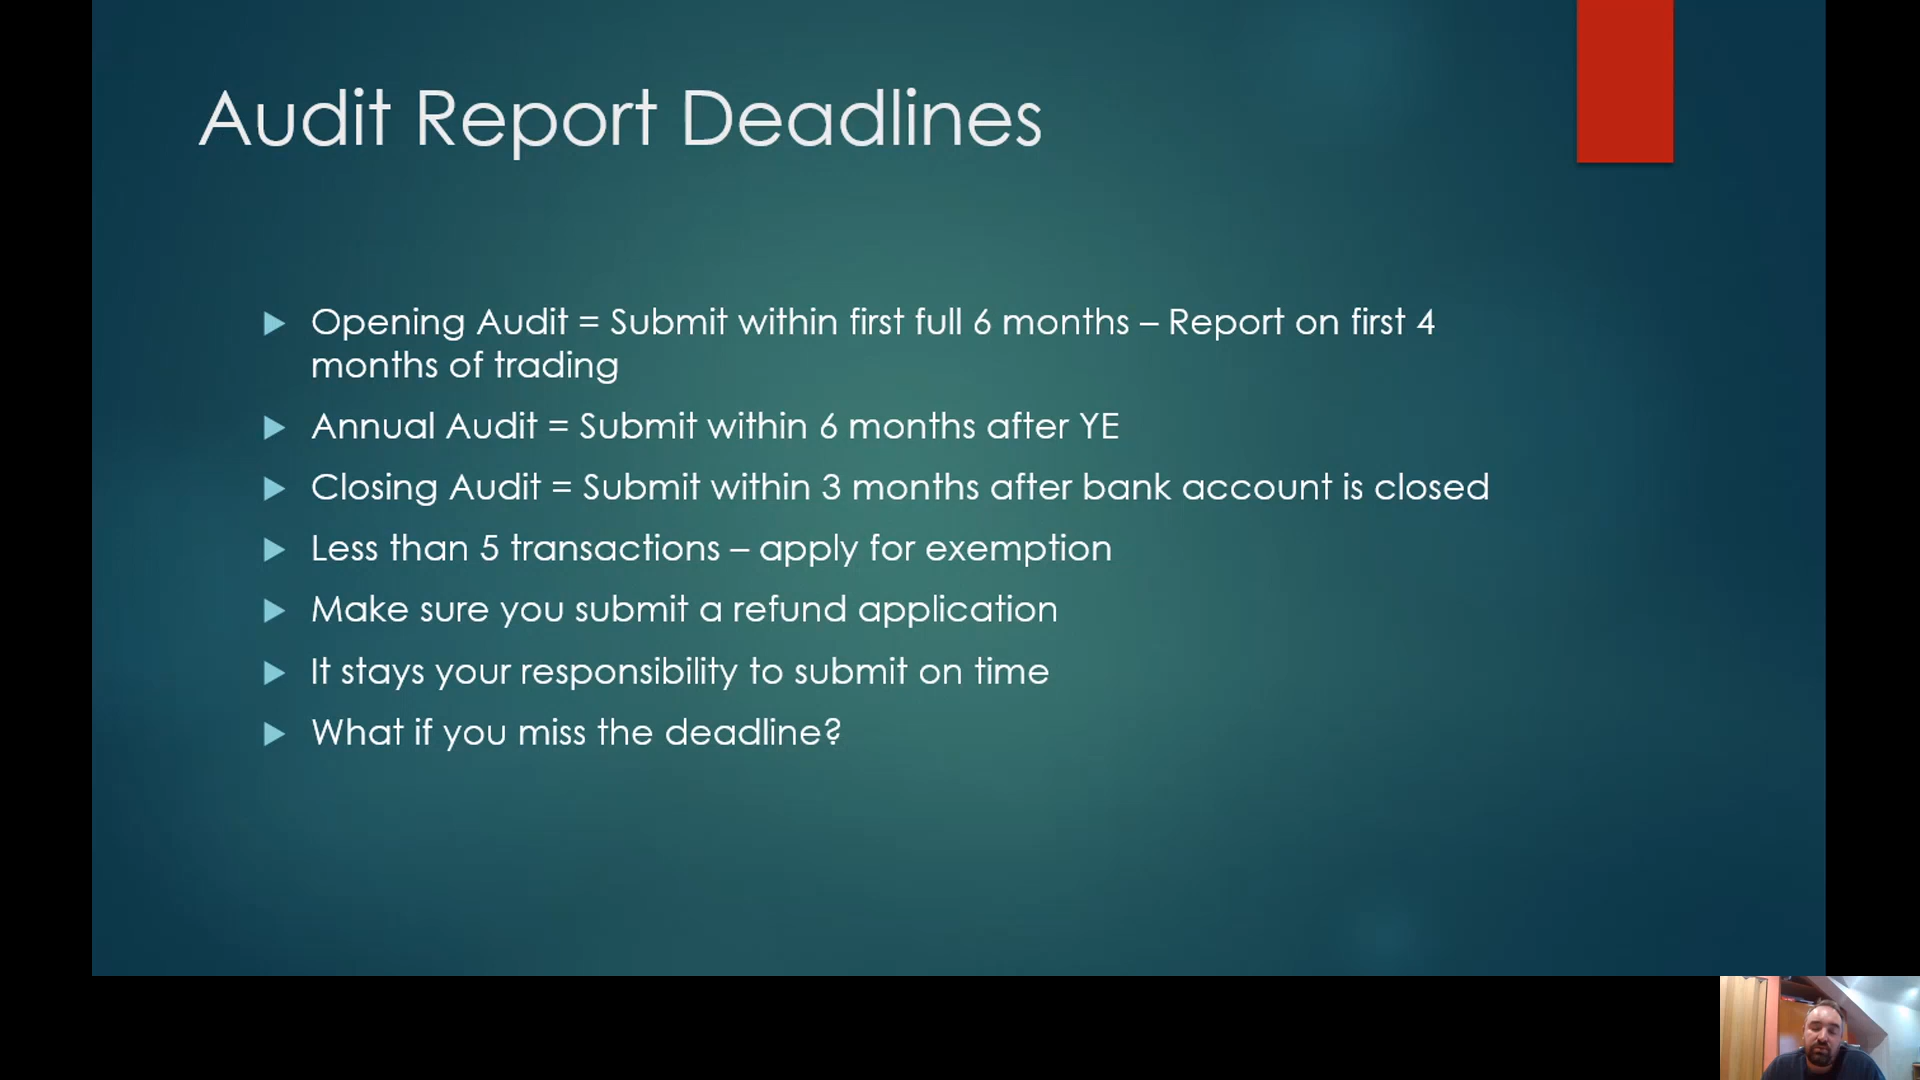 Audit Report Deadlines
Opening Audit = Submit within first full 6 months – Report on first 4
months of trading
Annual Audit = Submit within 6 months after YE
Closing Audit = Submit within 3 months after bank account is closed
Less than 5 transactions – apply for exemption
Make sure you submit a refund application
It stays your responsibility to submit on time
What if you miss the deadline?